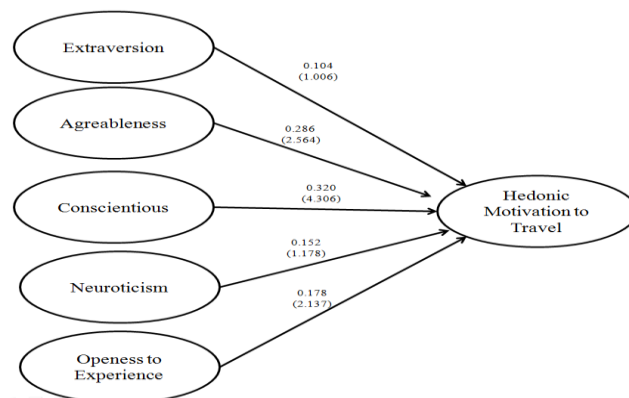 Extraversion
0.104
(1.006)
Agreableness
0.286
(2.564)
Conscientious
0.320
(4.306)
Hedonic
Motivation to
Travel
Neuroticism
0.152
(1.178)
0.178
(2.137)
Openess to
Experience